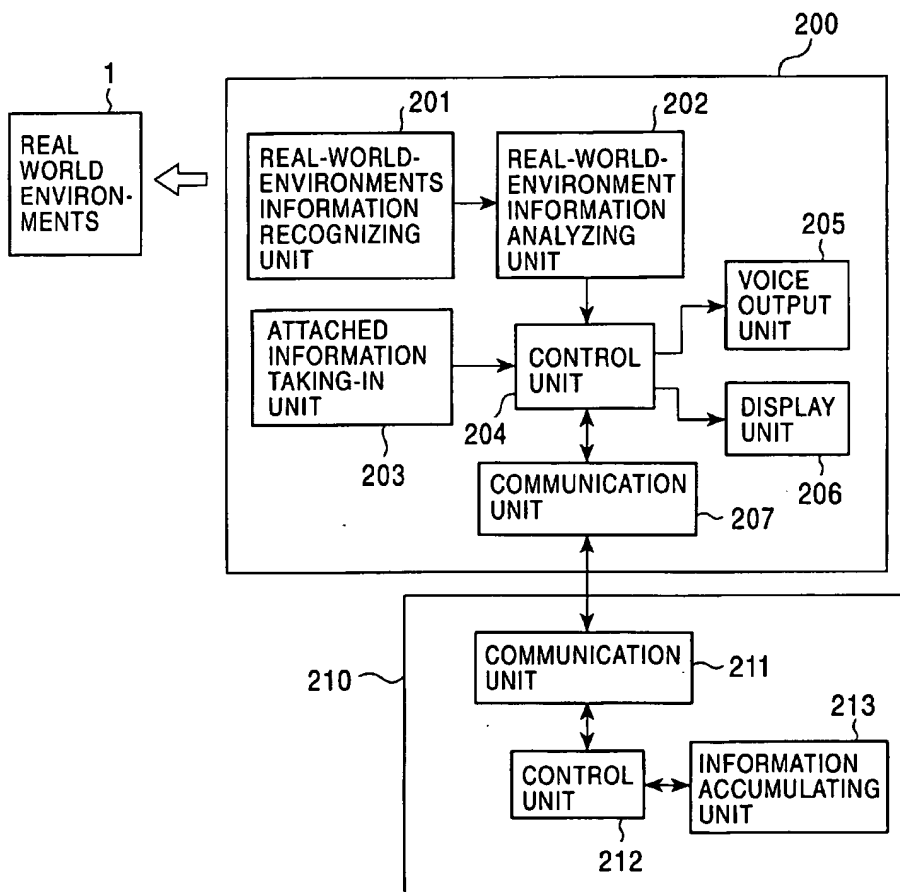 200
1
REAL
WORLD
ENVIRON-
MENTS
201
REAL-WORLD-
ENVIRONMENTS
INFORMATION
RECOGNIZING
UNIT
202
REAL-WORLD-
ENVIRONMENT
INFORMATION
ANALYZING
UNIT
205
VOICE
OUTPUT
UNIT
ATTACHED
INFORMATION
TAKING-IN
UNIT
203
CONTROL
UNIT
204
DISPLAY
UNIT
206
COMMUNICATION
UNIT
207
210
COMMUNICATION
UNIT
211
CONTROL
UNIT
212
213
INFORMATION
ACCUMULATING
UNIT